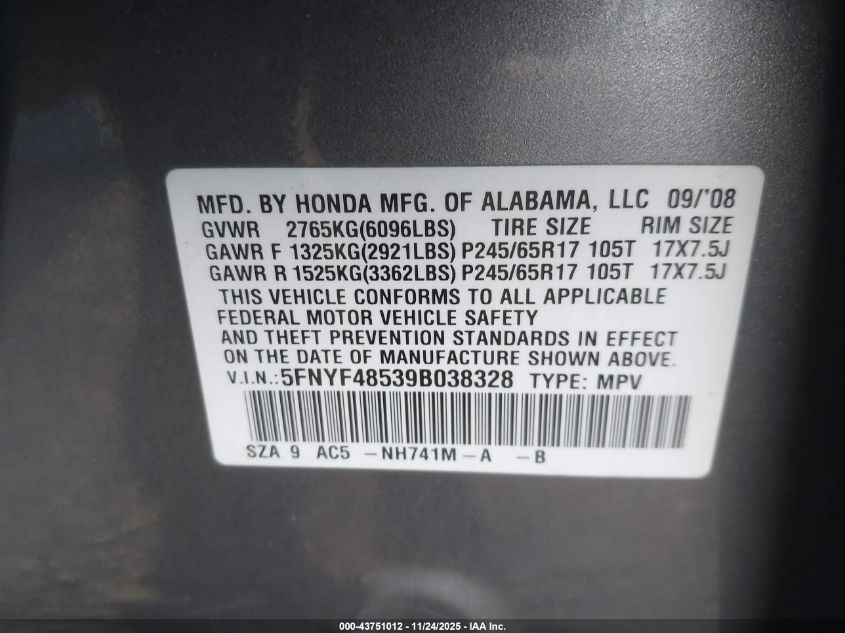 MFD. BY HONDA MFG. OF ALABAMA, LLC 09/'08
GVWR 2765KG(6096LBS) TIRE SIZE RIM SIZE
GAWR F 1325KG(2921LBS) P245/65R17 105T 17X7.5J
GAWR R 1525KG(3362LBS) P245/65R17 105T 17X7.5J
THIS VEHICLE CONFORMS TO ALL APPLICABLE
FEDERAL MOTOR VEHICLE SAFETY
AND THEFT PREVENTION STANDARDS IN EFFECT
ON THE DATE OF MANUFACTURE SHOWN ABOVE.
V.I.N.: 5FNYF48539B038328 TYPE: MPV
SZA 9 AC5 -NH741M-A -B
000-43751012 - 11/24/2025 - IAA Inc.